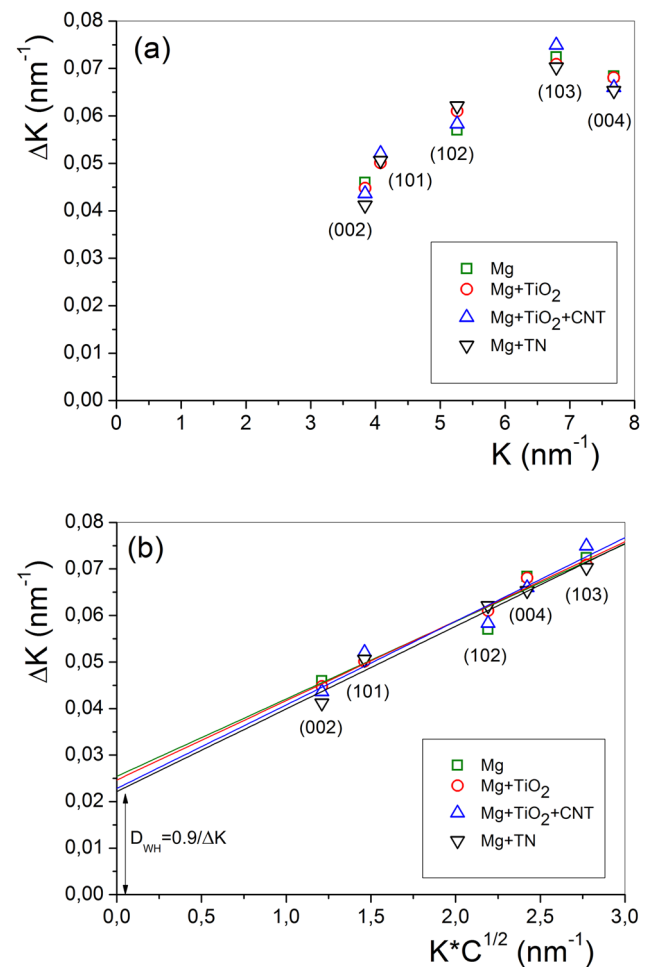 (a)
ΔK (nm⁻¹)
0,08
0,07
0,06
0,05
0,04
0,03
0,02
0,01
0,00
(002)
(101)
(102)
(103)
(004)
Mg
Mg+TiO₂
Mg+TiO₂+CNT
Mg+TN
0 1 2 3 4 5 6 7 8
K (nm⁻¹)
(b)
ΔK (nm⁻¹)
0,08
0,07
0,06
0,05
0,04
0,03
0,02
0,01
0,00
(002)
(101)
(102)
(004)
(103)
D_WH=0.9/ΔK
Mg
Mg+TiO₂
Mg+TiO₂+CNT
Mg+TN
0,0 0,5 1,0 1,5 2,0 2,5 3,0
K*C^1/2 (nm⁻¹)